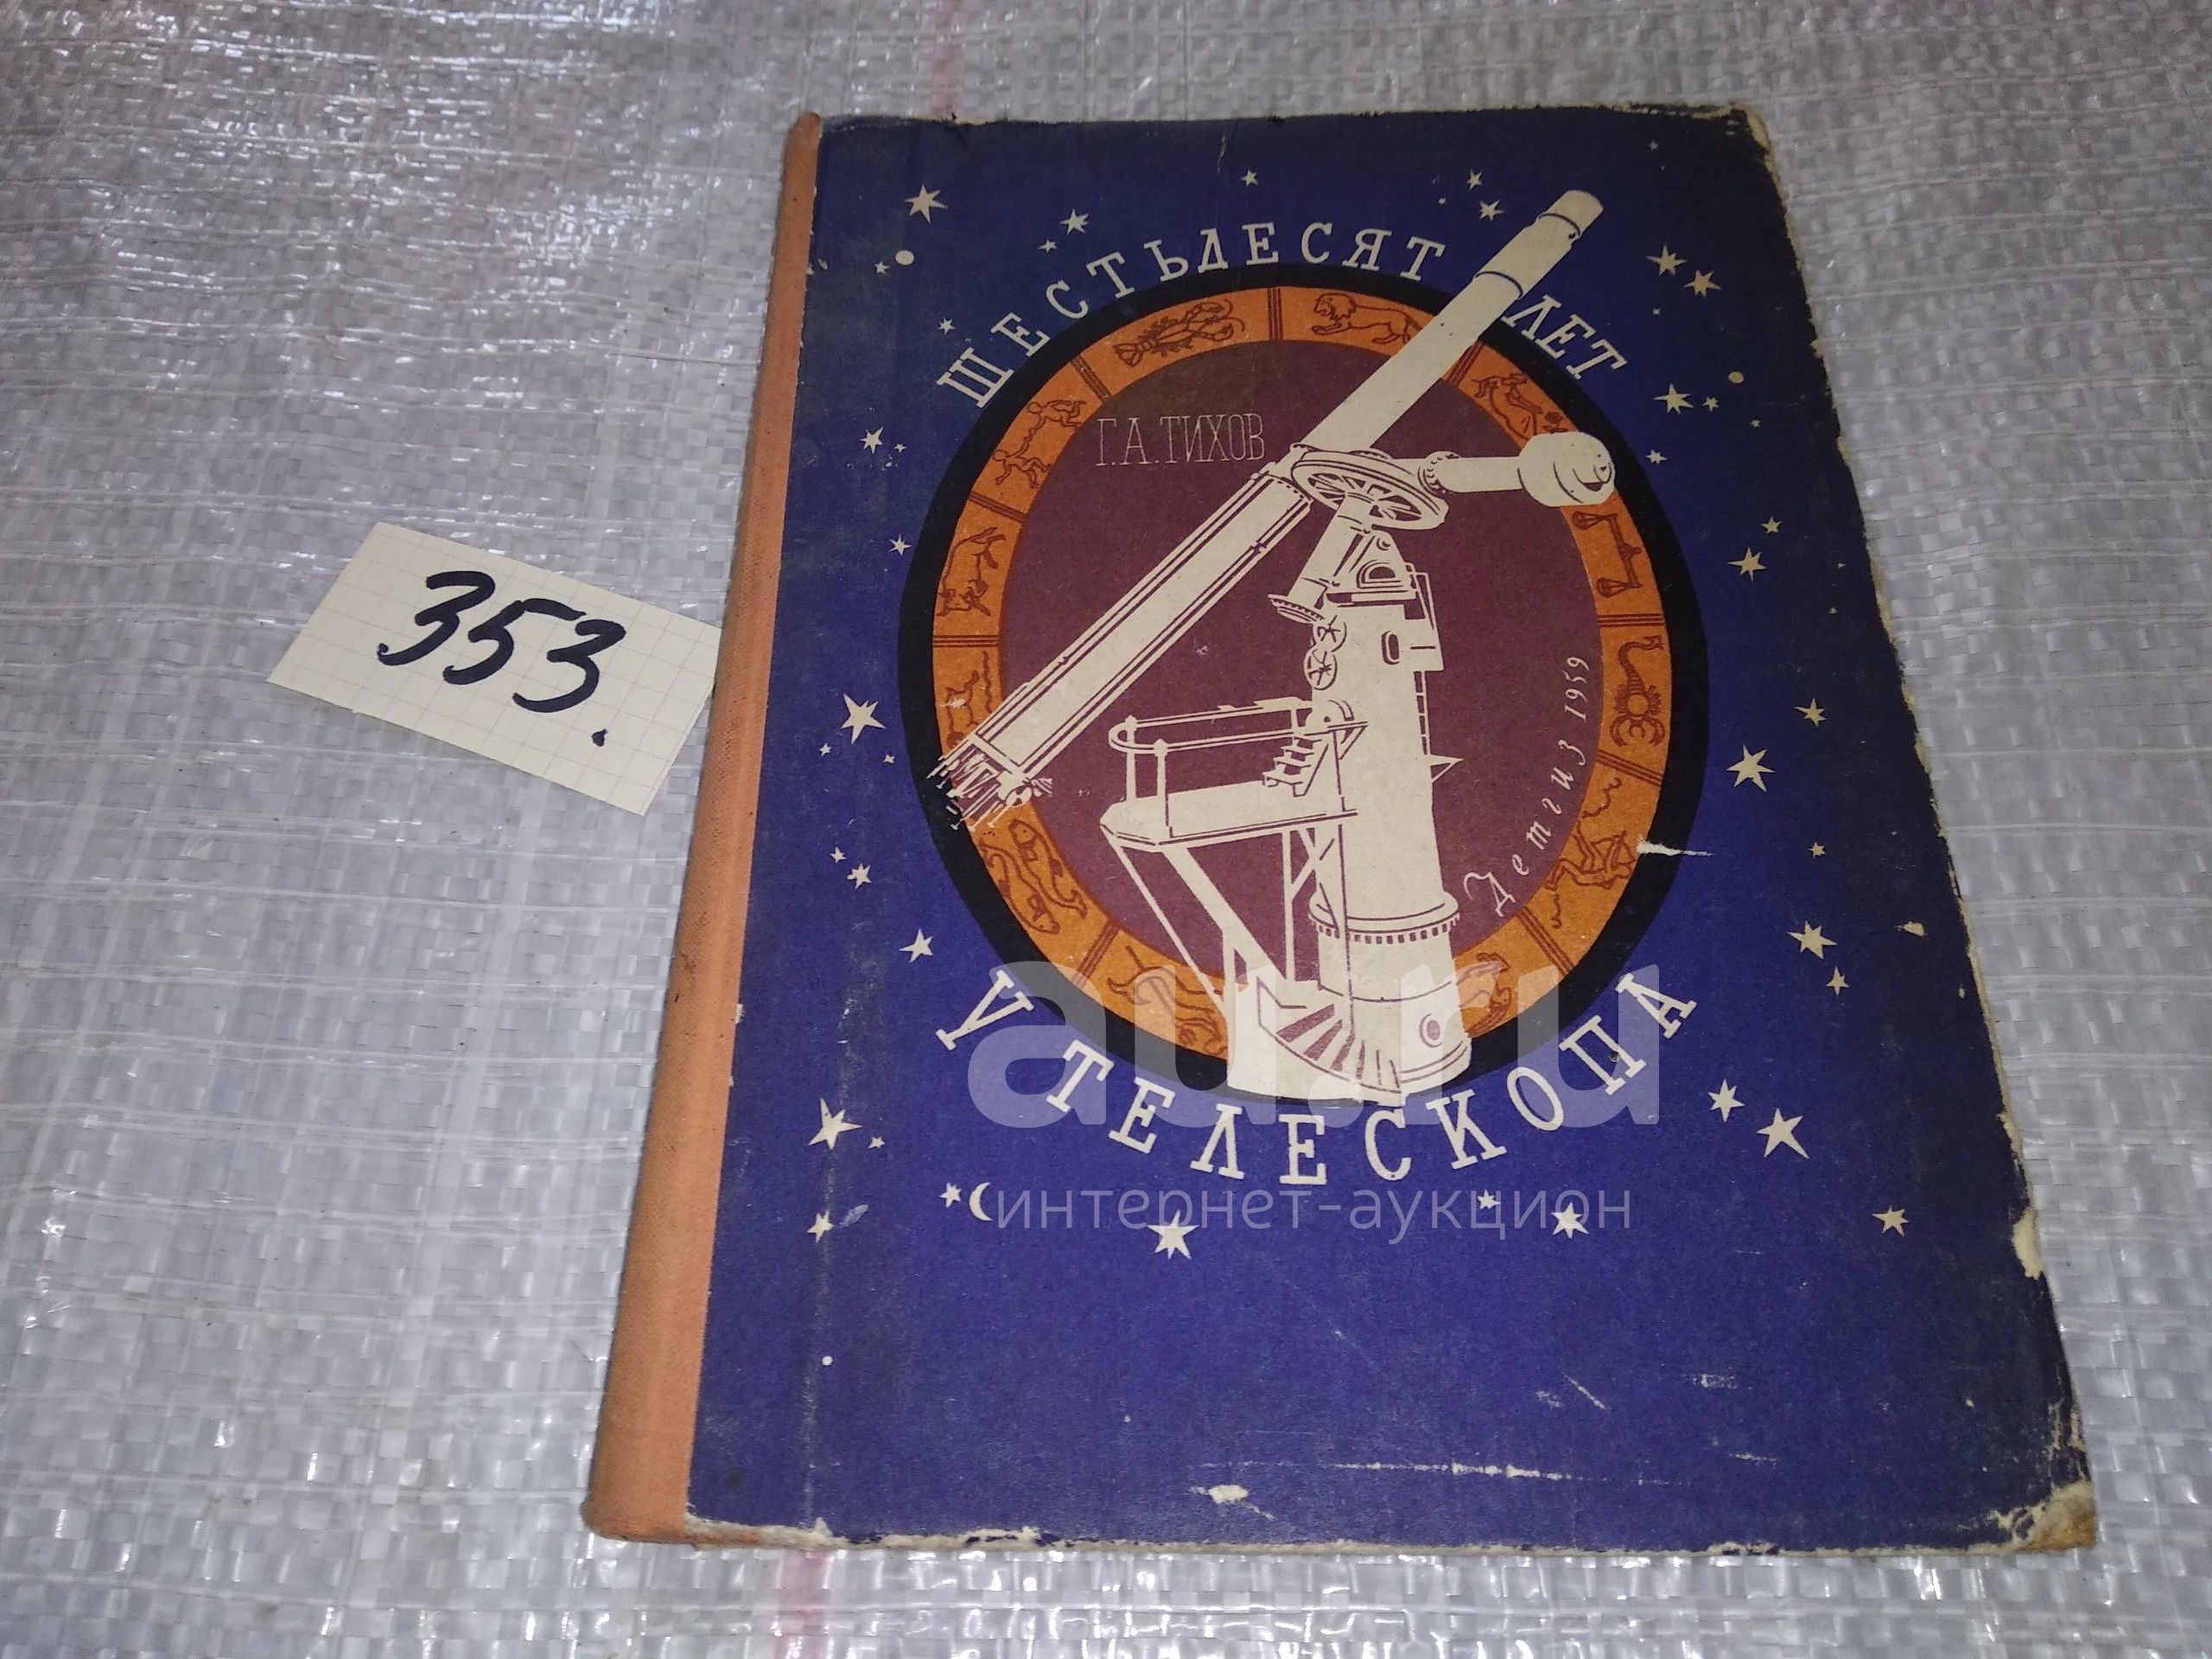 ШЕСТЬДЕСЯТ ЛЕТ
Г.А.ТИХОВ
353.
Детгиз 1959
У ТЕЛЕСКОПА
au.ru
интернет-аукцион